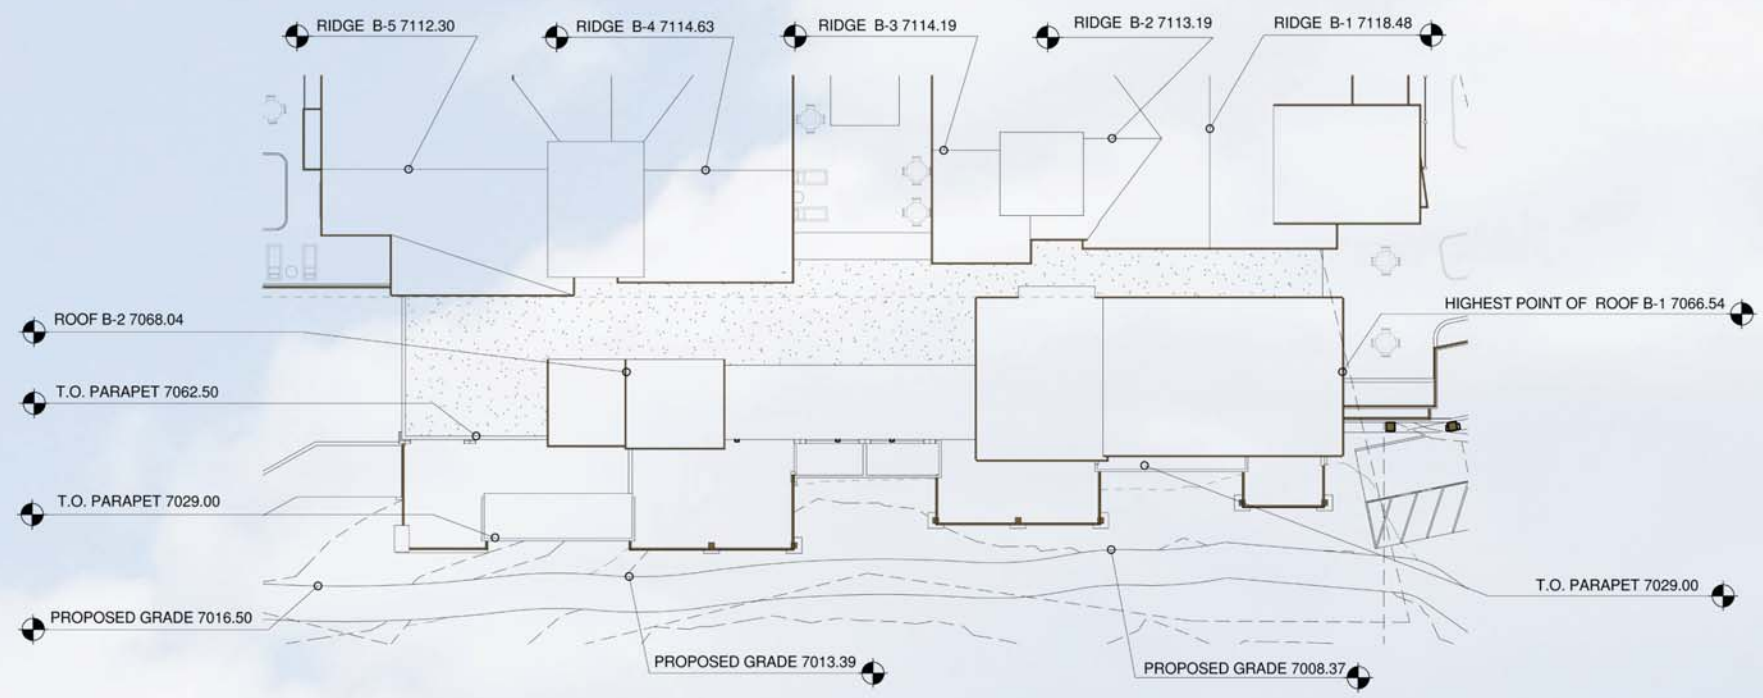 RIDGE B-5 7112.30
RIDGE B-4 7114.63
RIDGE B-3 7114.19
RIDGE B-2 7113.19
RIDGE B-1 7118.48
HIGHEST POINT OF ROOF B-1 7066.54
ROOF B-2 7068.04
T.O. PARAPET 7062.50
T.O. PARAPET 7029.00
T.O. PARAPET 7029.00
PROPOSED GRADE 7016.50
PROPOSED GRADE 7013.39
PROPOSED GRADE 7008.37